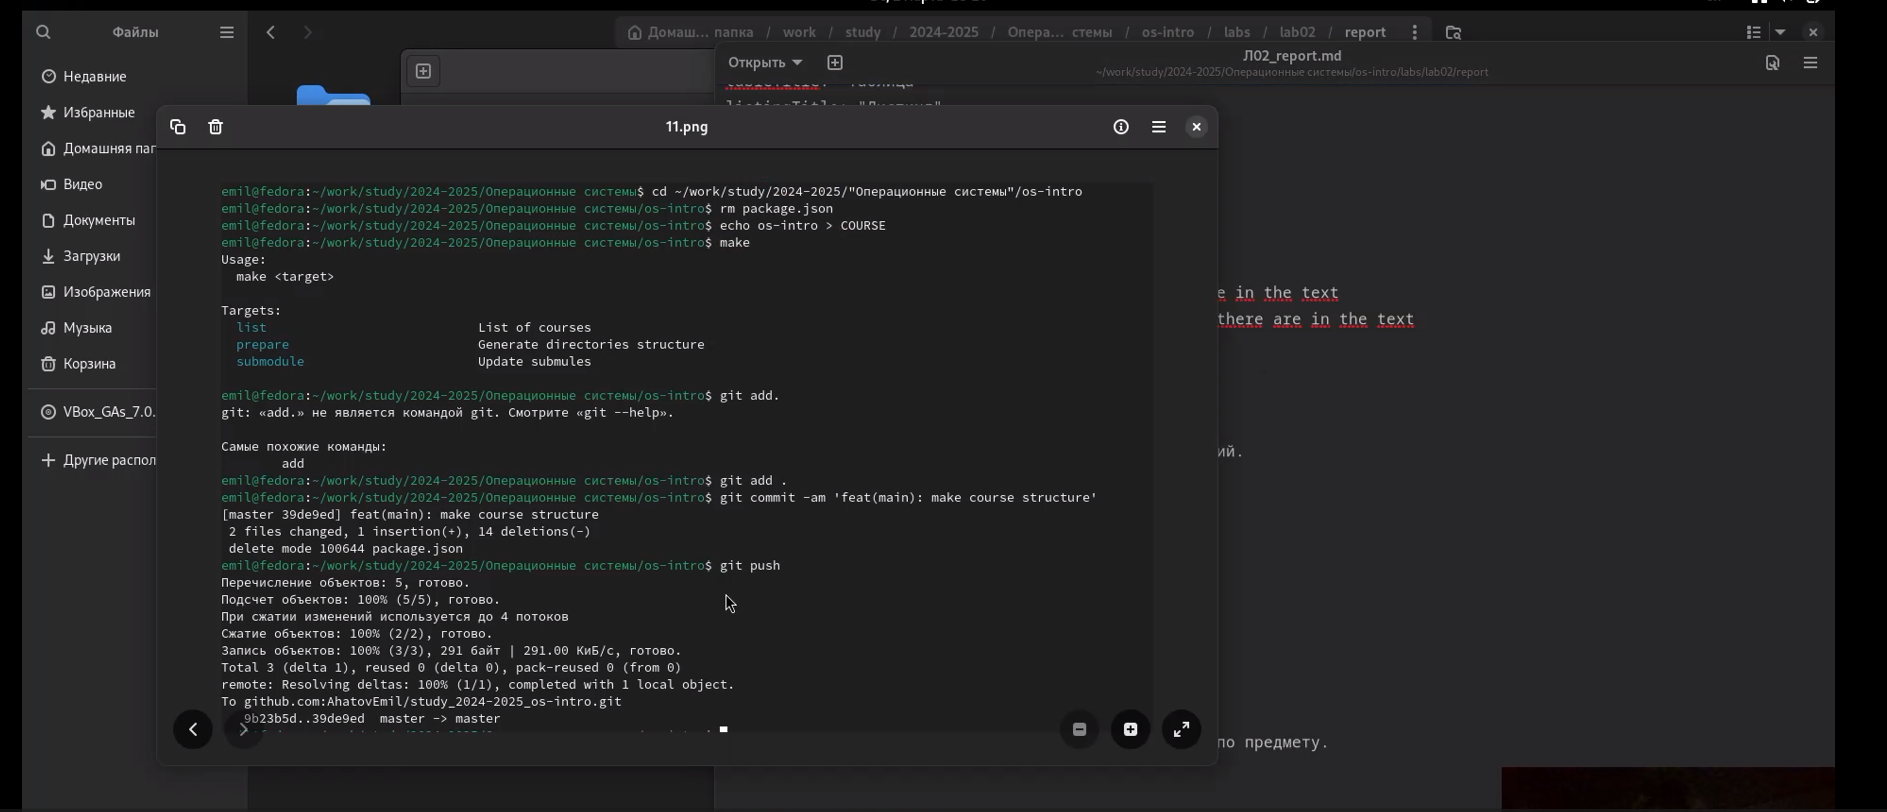 Файлы
Домаш... папка / work / study / 2024-2025 / Опера... стемы / os-intro / labs / lab02 / report
Недавние
Избранные
Домашняя пап
Видео
Документы
Загрузки
Изображения
Музыка
Корзина
VBox_GAs_7.0.
Другие распол
Открыть
Л02_report.md
~/work/study/2024-2025/Операционные системы/os-intro/labs/lab02/report
11.png
emil@fedora:~/work/study/2024-2025/Операционные системы$ cd ~/work/study/2024-2025/"Операционные системы"/os-intro
emil@fedora:~/work/study/2024-2025/Операционные системы/os-intro$ rm package.json
emil@fedora:~/work/study/2024-2025/Операционные системы/os-intro$ echo os-intro > COURSE
emil@fedora:~/work/study/2024-2025/Операционные системы/os-intro$ make
Usage:
make <target>
Targets:
list List of courses
prepare Generate directories structure
submodule Update submules
emil@fedora:~/work/study/2024-2025/Операционные системы/os-intro$ git add.
git: «add.» не является командой git. Смотрите «git --help».
Самые похожие команды:
add
emil@fedora:~/work/study/2024-2025/Операционные системы/os-intro$ git add .
emil@fedora:~/work/study/2024-2025/Операционные системы/os-intro$ git commit -am 'feat(main): make course structure'
[master 39de9ed] feat(main): make course structure
2 files changed, 1 insertion(+), 14 deletions(-)
delete mode 100644 package.json
emil@fedora:~/work/study/2024-2025/Операционные системы/os-intro$ git push
Перечисление объектов: 5, готово.
Подсчет объектов: 100% (5/5), готово.
При сжатии изменений используется до 4 потоков
Сжатие объектов: 100% (2/2), готово.
Запись объектов: 100% (3/3), 291 байт | 291.00 КиБ/с, готово.
Total 3 (delta 1), reused 0 (delta 0), pack-reused 0 (from 0)
remote: Resolving deltas: 100% (1/1), completed with 1 local object.
To github.com:AhatovEmil/study_2024-2025_os-intro.git
9b23b5d..39de9ed master -> master
e in the text
there are in the text
ий.
по предмету.